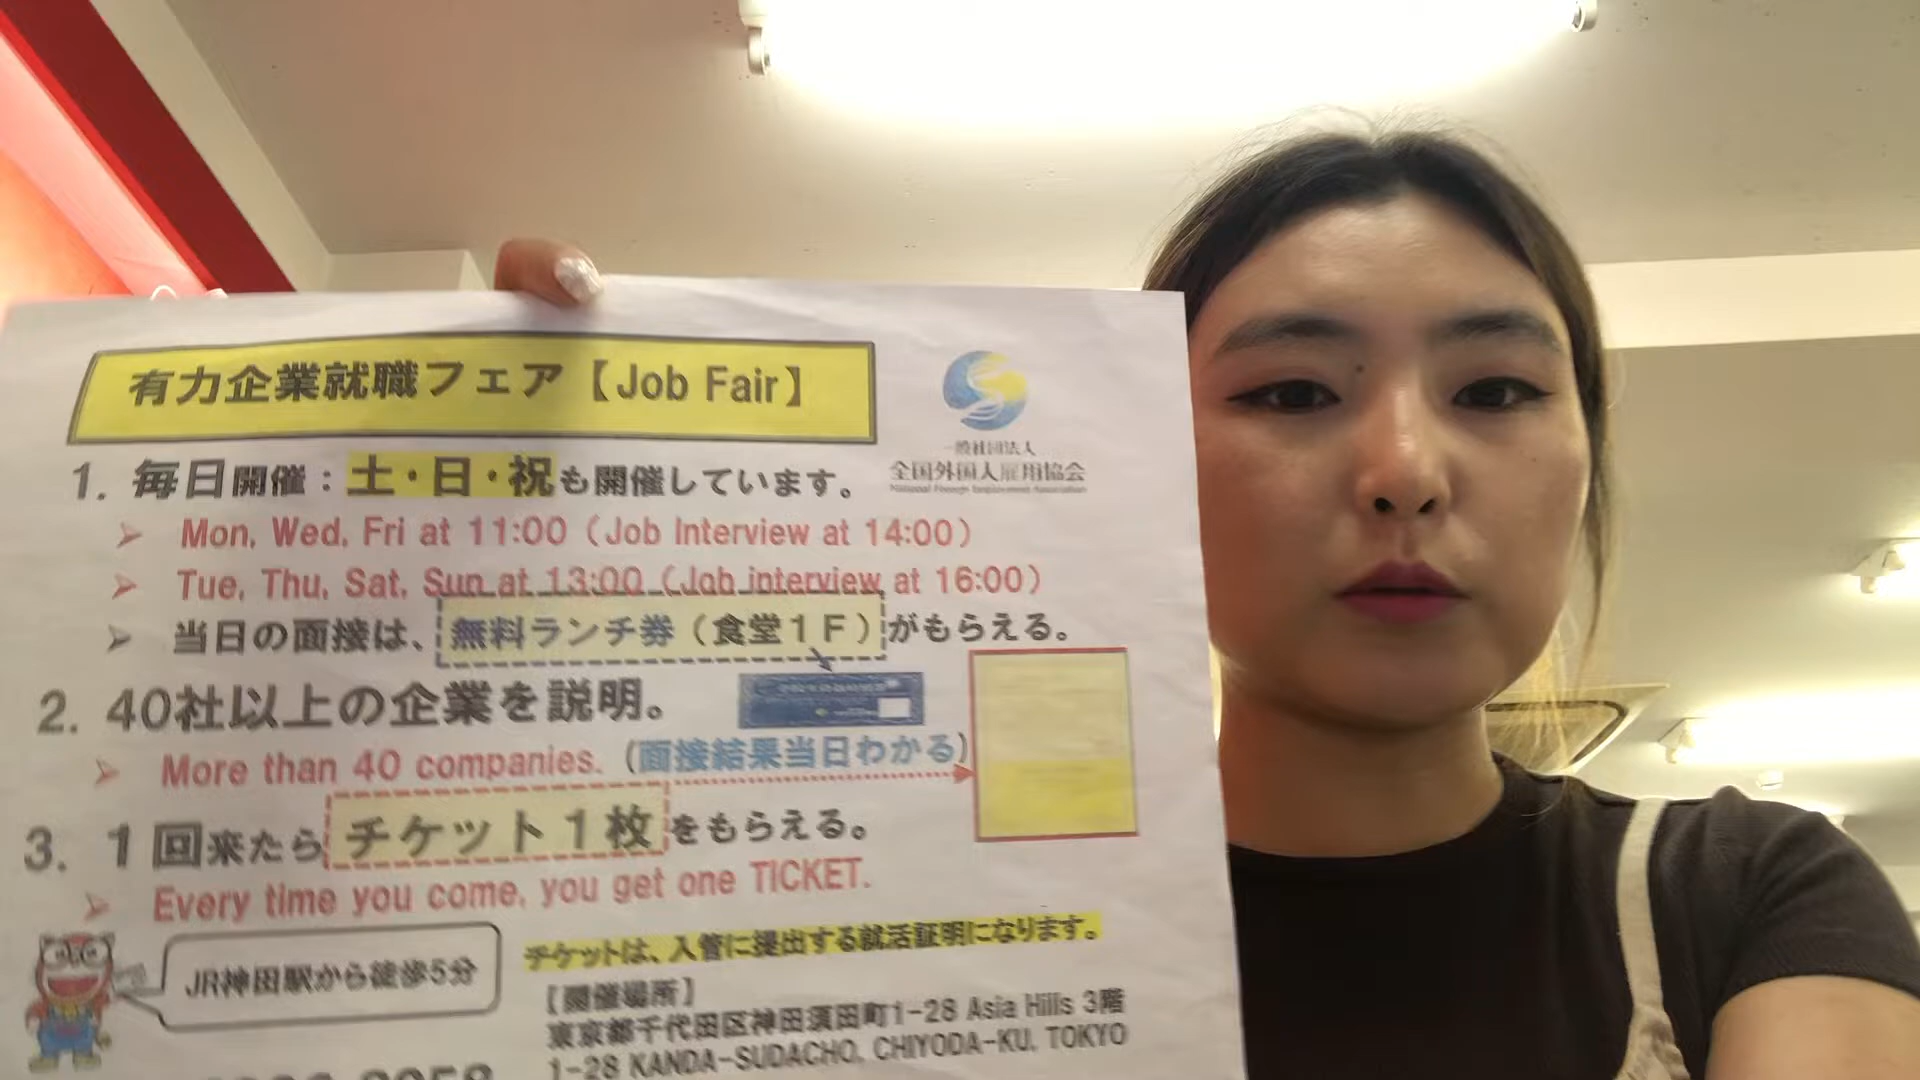 有力企業就職フェア【Job Fair】
一般社団法人
全国外国人雇用協会
National Foreign Employment Association
1. 毎日開催：土・日・祝も開催しています。
➢ Mon, Wed, Fri at 11:00（Job Interview at 14:00）
➢ Tue, Thu, Sat, Sun at 13:00（Job interview at 16:00）
➢ 当日の面接は、無料ランチ券（食堂１Ｆ）がもらえる。
2. 40社以上の企業を説明。
➢ More than 40 companies.（面接結果当日わかる）
3. １回来たらチケット１枚をもらえる。
➢ Every time you come, you get one TICKET.
JR神田駅から徒歩5分
チケットは、入管に提出する就活証明になります。
【開催場所】
東京都千代田区神田須田町1-28 Asia Hills 3階
1-28 KANDA-SUDACHO, CHIYODA-KU, TOKYO